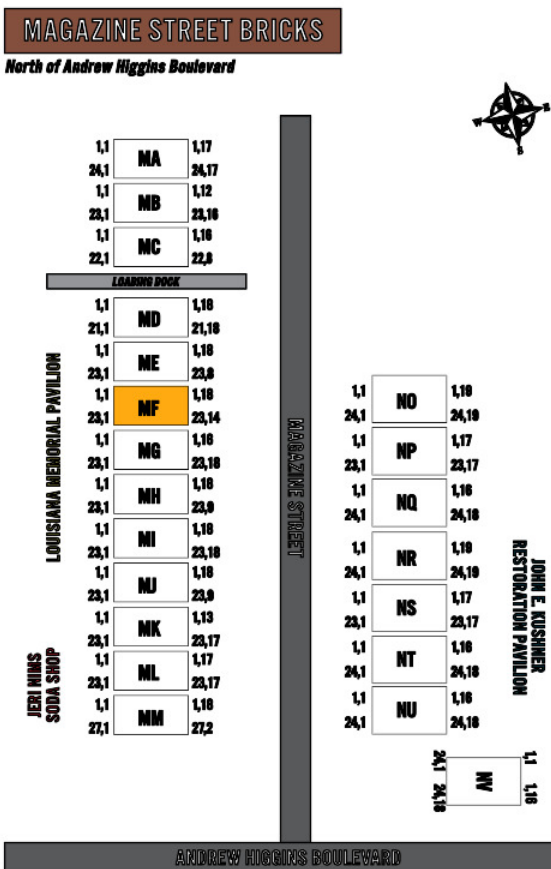 MAGAZINE STREET BRICKS
North of Andrew Higgins Boulevard
N
W
E
S
1,1 MA 1,17
24,1 24,17
1,1 MB 1,12
23,1 23,16
1,1 MC 1,16
22,1 22,8
LOADING DOCK
1,1 MD 1,18
21,1 21,18
1,1 ME 1,18
23,1 23,8
1,1 MF 1,18
23,1 23,14
1,1 MG 1,16
23,1 23,18
1,1 MH 1,18
23,1 23,9
1,1 MI 1,18
23,1 23,18
1,1 MJ 1,18
23,1 23,9
1,1 MK 1,13
23,1 23,17
1,1 ML 1,17
23,1 23,17
1,1 MM 1,18
27,1 27,2
LOUISIANA MEMORIAL PAVILION
JERI NIMS
SODA SHOP
MAGAZINE STREET
1,1 NO 1,19
24,1 24,19
1,1 NP 1,17
23,1 23,17
1,1 NQ 1,16
24,1 24,18
1,1 NR 1,19
24,1 24,19
1,1 NS 1,17
23,1 23,17
1,1 NT 1,16
24,1 24,18
1,1 NU 1,16
24,1 24,18
JOHN E. KUSHNER
RESTORATION PAVILION
24,1 NV 1,1
24,18 1,16
ANDREW HIGGINS BOULEVARD